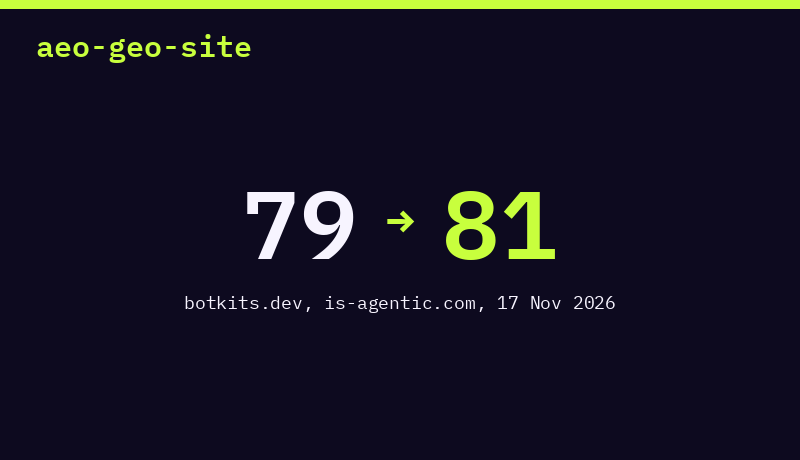 aeo-geo-site
79 → 81
botkits.dev, is-agentic.com, 17 Nov 2026